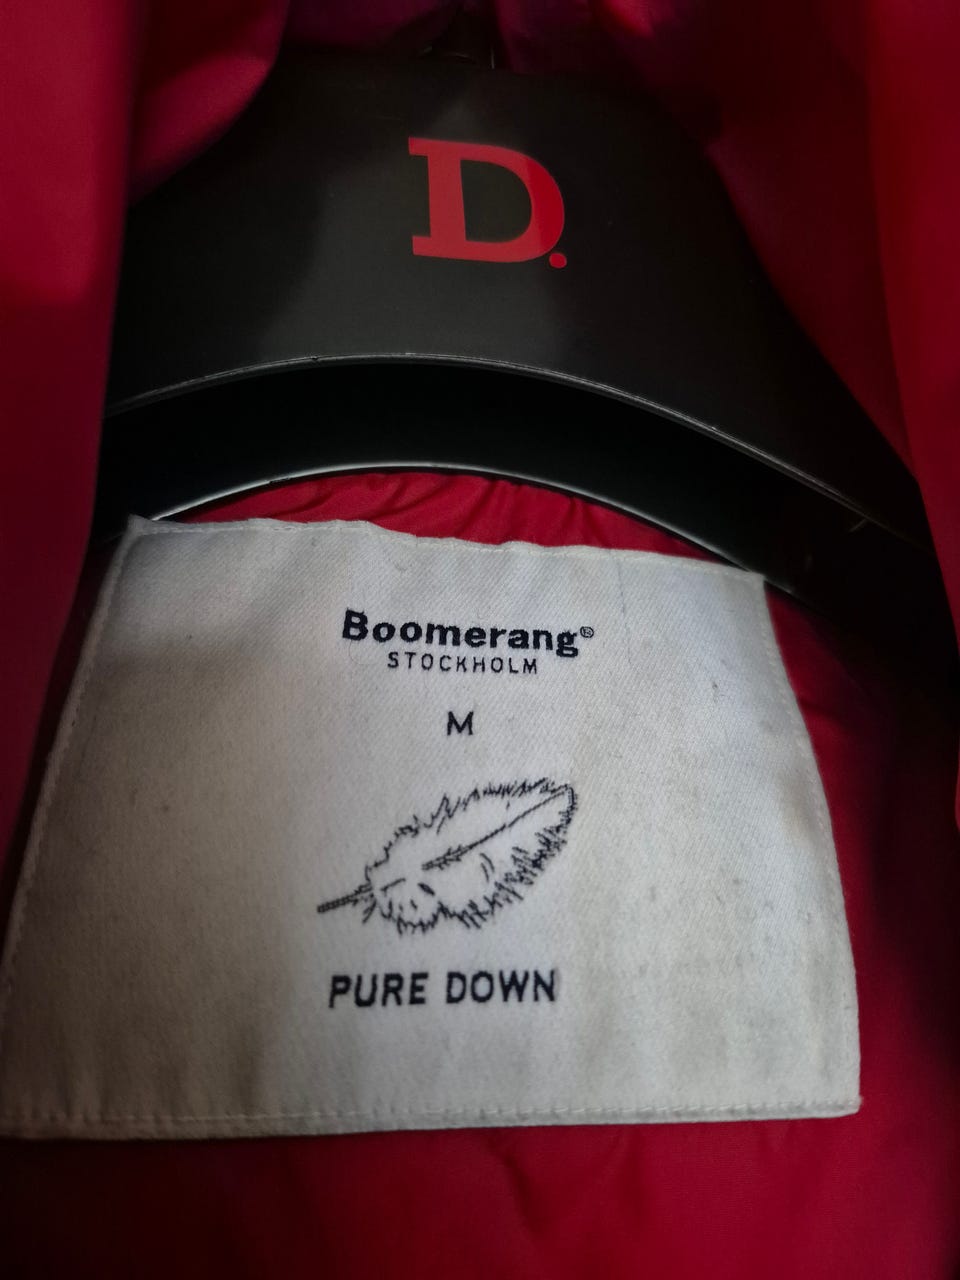 D.
Boomerang®
STOCKHOLM
M
PURE DOWN